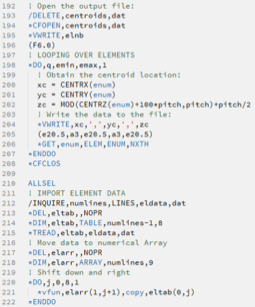 192 ! Open the output file:
193 /DELETE,centroids,dat
194 *CFOPEN,centroids,dat
195 *VWRITE,elnb
196 (F6.0)
197 ! LOOPING OVER ELEMENTS
198 *DO,q,emin,emax,1
199 ! Obtain the centroid location:
200 xc = CENTRX(enum)
201 yc = CENTRY(enum)
202 zc = MOD(CENTRZ(enum)+100*pitch,pitch)+pitch/2
203 ! Write the data to the file:
204 *VWRITE,xc,',',yc,',',zc
205 (e20.5,a3,e20.5,a3,e20.5)
206 *GET,enum,ELEM,ENUM,NXTH
207 *ENDDO
208 *CFCLOS
209
210 ALLSEL
211 ! IMPORT ELEMENT DATA
212 /INQUIRE,numlines,LINES,eldata,dat
213 *DEL,eltab,,NOPR
214 *DIM,eltab,TABLE,numlines-1,8
215 *TREAD,eltab,eldata,dat
216 ! Move data to numerical Array
217 *DEL,elarr,,NOPR
218 *DIM,elarr,ARRAY,numlines,9
219 ! Shift down and right
220 *DO,j,0,8,1
221 *vfun,elarr(1,j+1),copy,eltab(0,j)
222 *ENDDO